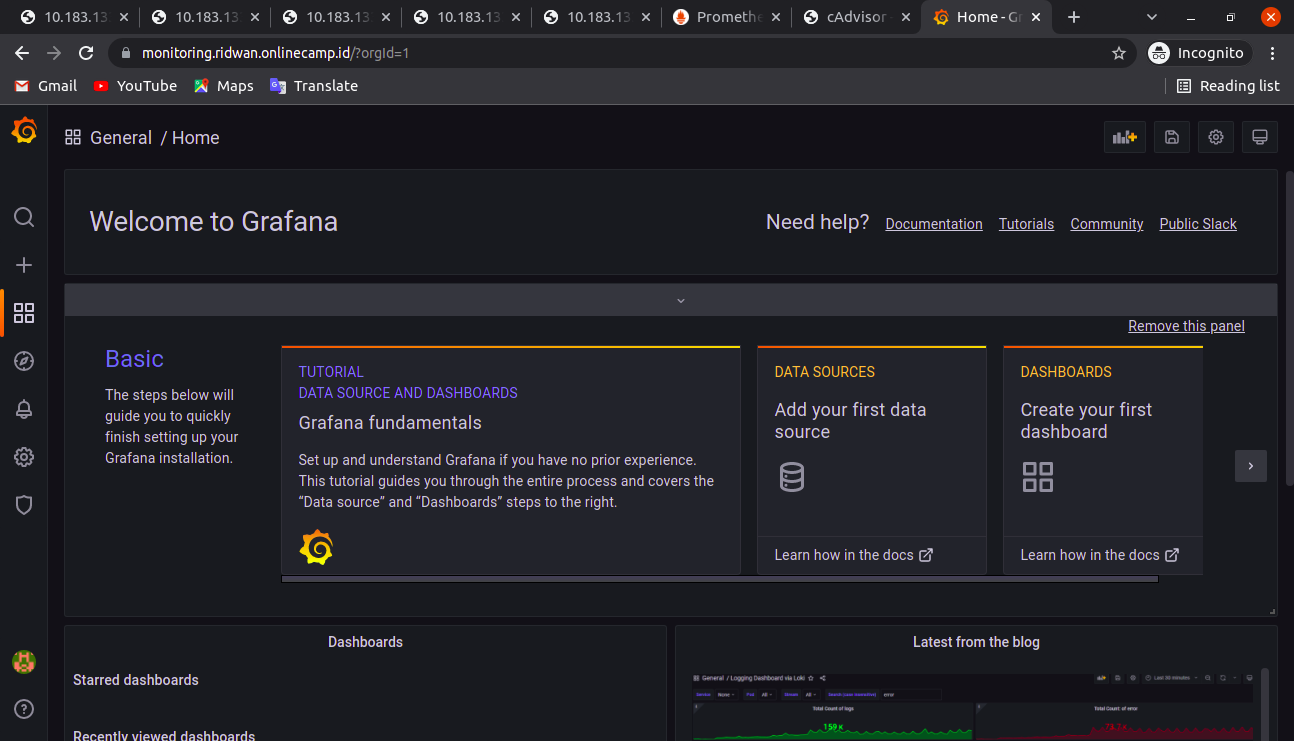 10.183.13
10.183.13
10.183.13
10.183.13
10.183.13
Promethe
cAdvisor
Home - Gr
monitoring.ridwan.onlinecamp.id/?orgId=1
Incognito
Gmail
YouTube
Maps
Translate
Reading list
General / Home
Welcome to Grafana
Need help? Documentation Tutorials Community Public Slack
Remove this panel
Basic
The steps below will
guide you to quickly
finish setting up your
Grafana installation.
TUTORIAL
DATA SOURCE AND DASHBOARDS
Grafana fundamentals
Set up and understand Grafana if you have no prior experience.
This tutorial guides you through the entire process and covers the
“Data source” and “Dashboards” steps to the right.
DATA SOURCES
Add your first data
source
Learn how in the docs
DASHBOARDS
Create your first
dashboard
Learn how in the docs
Dashboards
Starred dashboards
Recently viewed dashboards
Latest from the blog
General / Logging Dashboard via Loki
Last 30 minutes
None
All
All
error
Total Count of logs
159 K
Total Count of error